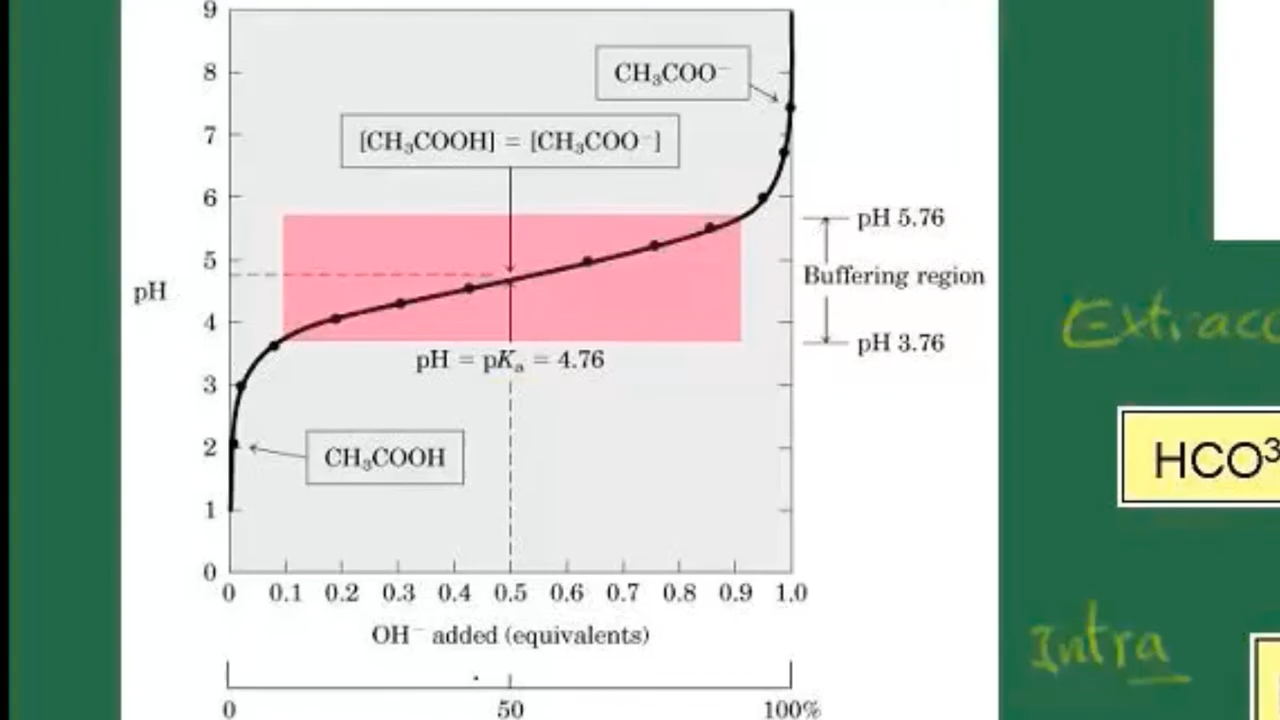 9
8
7
6
5
4
3
2
1
0
pH
CH₃COO⁻
[CH₃COOH] = [CH₃COO⁻]
pH = pKₐ = 4.76
CH₃COOH
pH 5.76
Buffering region
pH 3.76
0 0.1 0.2 0.3 0.4 0.5 0.6 0.7 0.8 0.9 1.0
OH⁻ added (equivalents)
0 50 100%
Extrac
HCO³
Intra